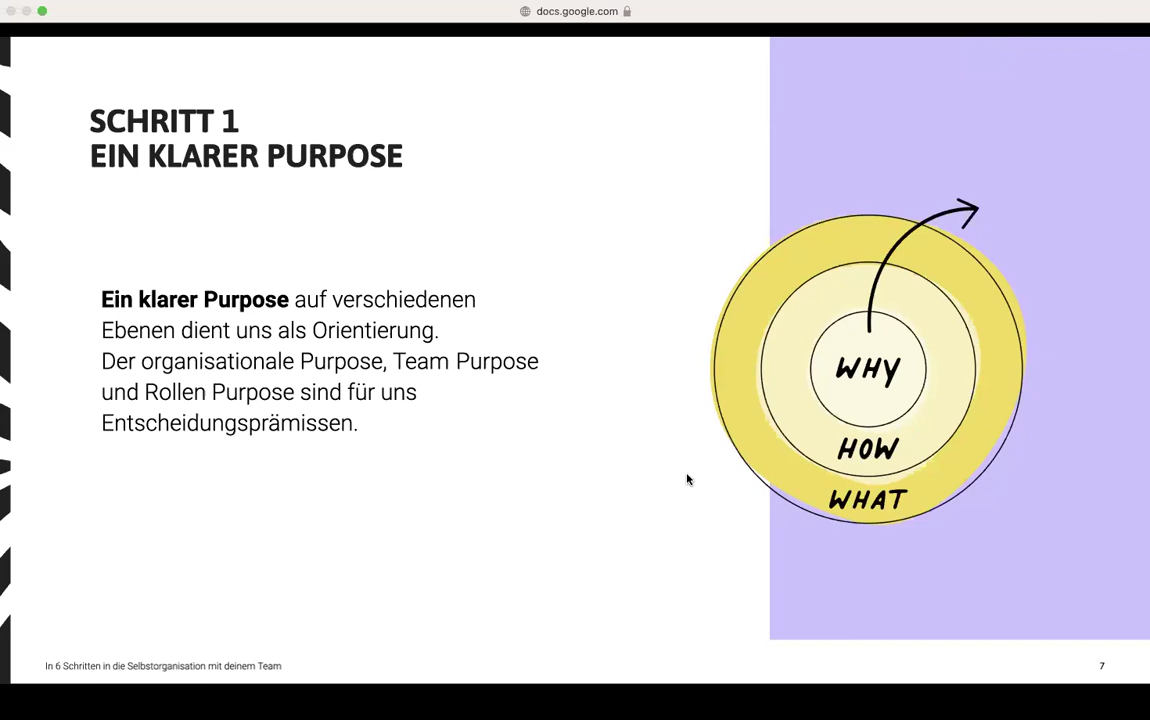 docs.google.com
SCHRITT 1
EIN KLARER PURPOSE
Ein klarer Purpose auf verschiedenen
Ebenen dient uns als Orientierung.
Der organisationale Purpose, Team Purpose
und Rollen Purpose sind für uns
Entscheidungsprämissen.
WHY
HOW
WHAT
In 6 Schritten in die Selbstorganisation mit deinem Team
7